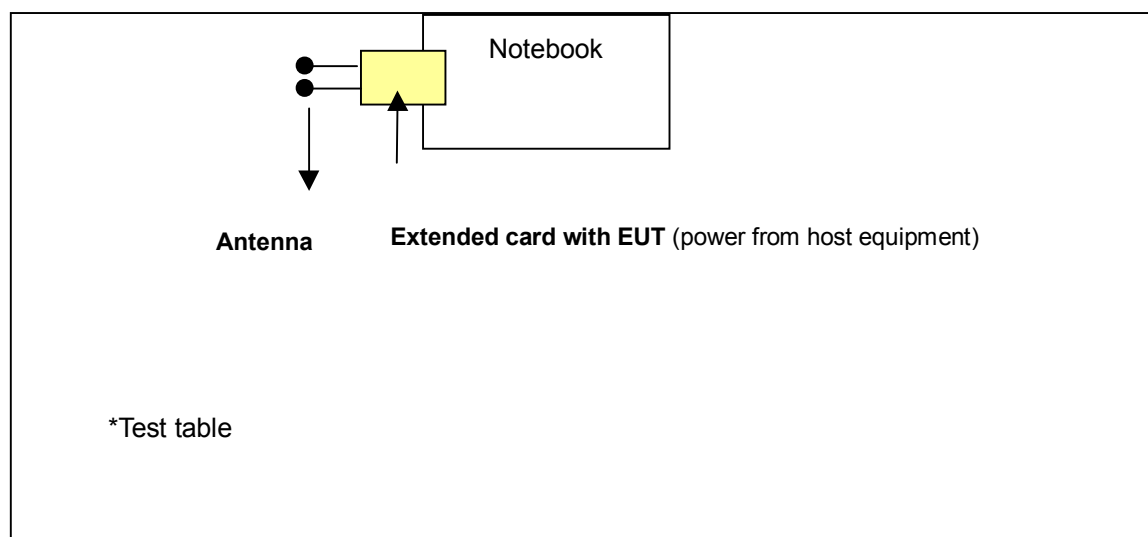 Notebook
Antenna
Extended card with EUT (power from host equipment)
*Test table